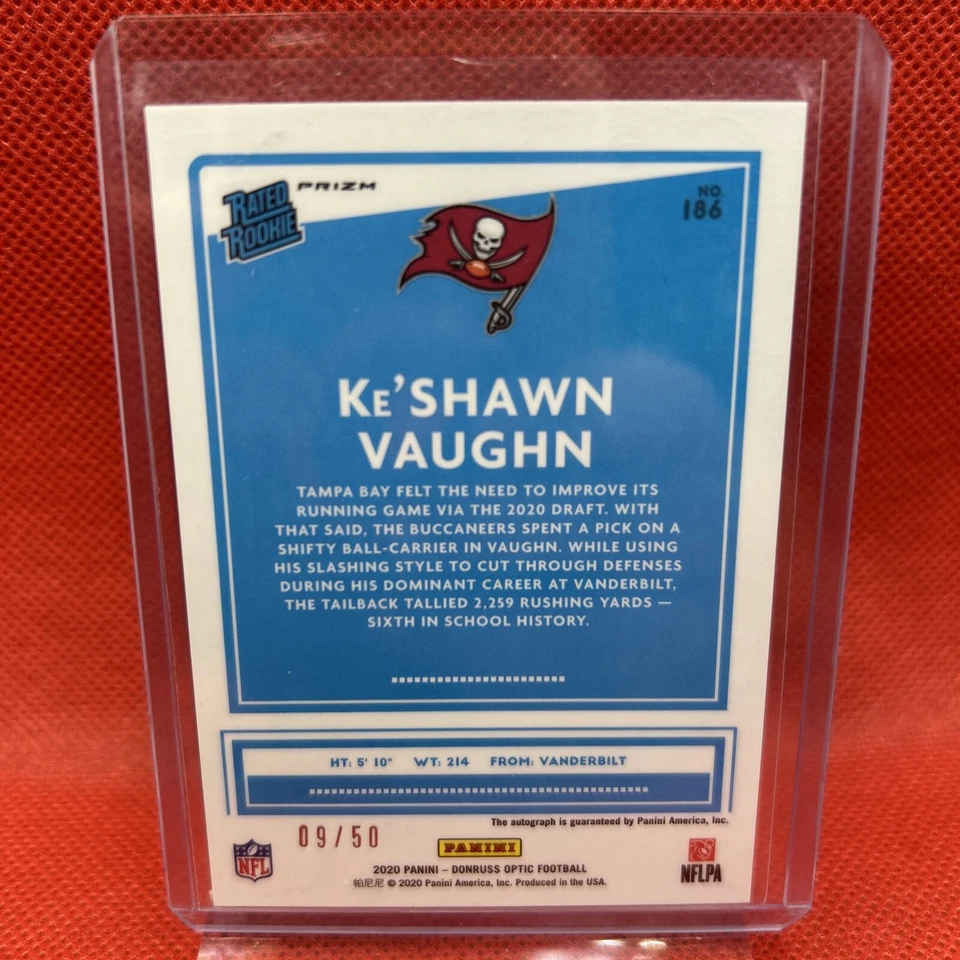 RATED
ROOKIE
PRIZM
NO.
186
KE'SHAWN
VAUGHN
TAMPA BAY FELT THE NEED TO IMPROVE ITS
RUNNING GAME VIA THE 2020 DRAFT. WITH
THAT SAID, THE BUCCANEERS SPENT A PICK ON A
SHIFTY BALL-CARRIER IN VAUGHN. WHILE USING
HIS SLASHING STYLE TO CUT THROUGH DEFENSES
DURING HIS DOMINANT CAREER AT VANDERBILT,
THE TAILBACK TALLIED 2,259 RUSHING YARDS —
SIXTH IN SCHOOL HISTORY.
HT: 5' 10" WT: 214 FROM: VANDERBILT
The autograph is guaranteed by Panini America, Inc.
09/50
PANINI
NFL
2020 PANINI – DONRUSS OPTIC FOOTBALL
帕尼尼 © 2020 Panini America, Inc. Produced in the USA.
NFLPA